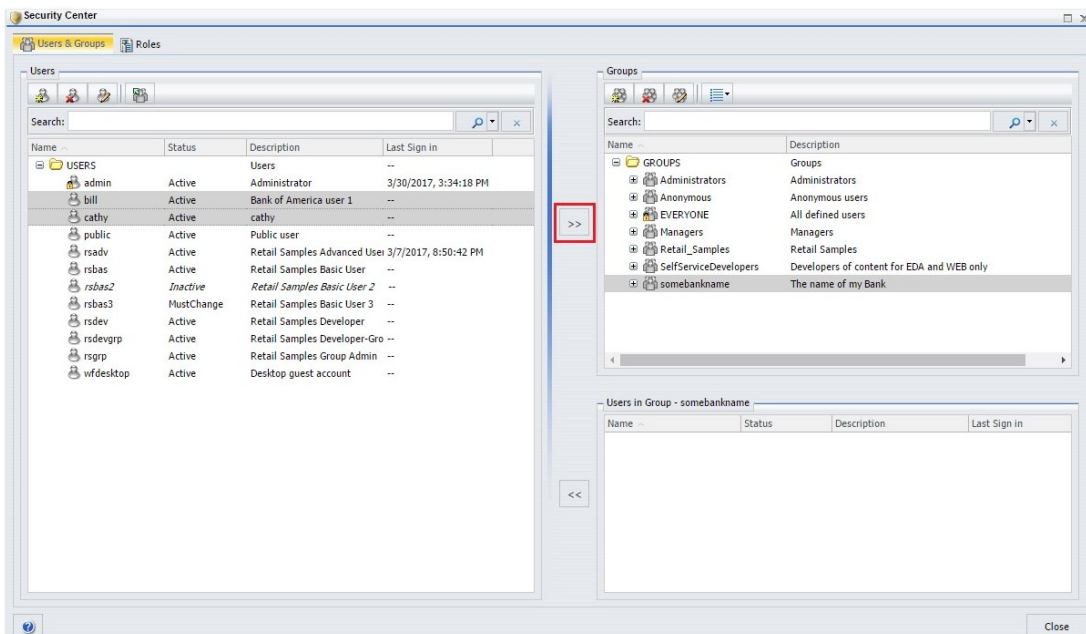 Security Center
Users & Groups Roles
Users
Search:
Name Status Description Last Sign in
USERS Users --
admin Active Administrator 3/30/2017, 3:34:18 PM
bill Active Bank of America user 1 --
cathy Active cathy --
public Active Public user --
rsadv Active Retail Samples Advanced User 3/7/2017, 8:50:42 PM
rsbas Active Retail Samples Basic User --
rsbas2 Inactive Retail Samples Basic User 2 --
rsbas3 MustChange Retail Samples Basic User 3 --
rsdev Active Retail Samples Developer --
rsdevgrp Active Retail Samples Developer-Gro --
rsgrp Active Retail Samples Group Admin --
wfdesktop Active Desktop guest account --
>>
<<
Groups
Search:
Name Description
GROUPS Groups
Administrators Administrators
Anonymous Anonymous users
EVERYONE All defined users
Managers Managers
Retail_Samples Retail Samples
SelfServiceDevelopers Developers of content for EDA and WEB only
somebankname The name of my Bank
Users in Group - somebankname
Name Status Description Last Sign in
Close